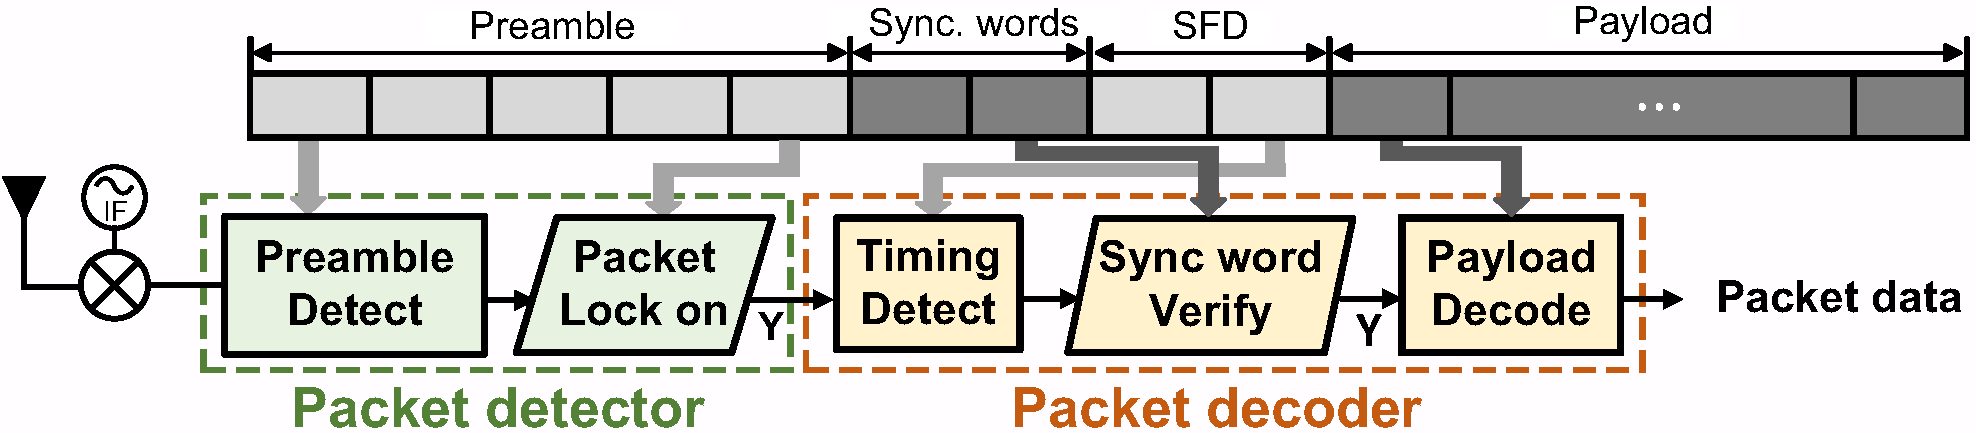 Preamble
Sync. words
SFD
Payload
...
IF
Preamble
Detect
Packet
Lock on
Y
Timing
Detect
Sync word
Verify
Y
Payload
Decode
Packet data
Packet detector
Packet decoder